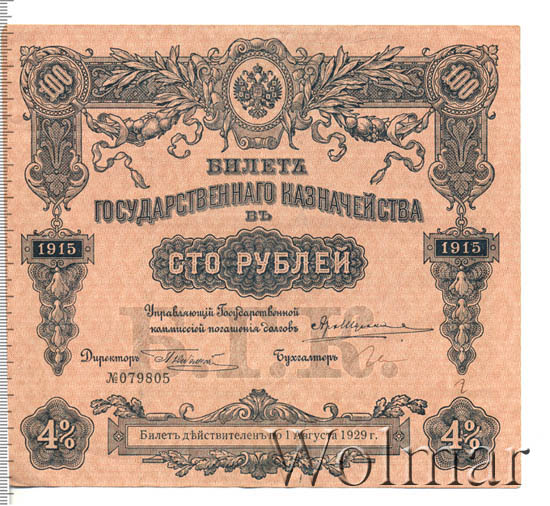 100 100
БИЛЕТЪ
ГОСУДАРСТВЕННАГО КАЗНАЧЕЙСТВА
ВЪ
1915 1915
СТО РУБЛЕЙ
Управляющій Государственной
коммиссіей погашенія долговъ
Директоръ Бухгалтеръ
№079805
Б.Г.К.
4% 4%
Билетъ дѣйствителенъ по 1 Августа 1929 г.
Wolmar